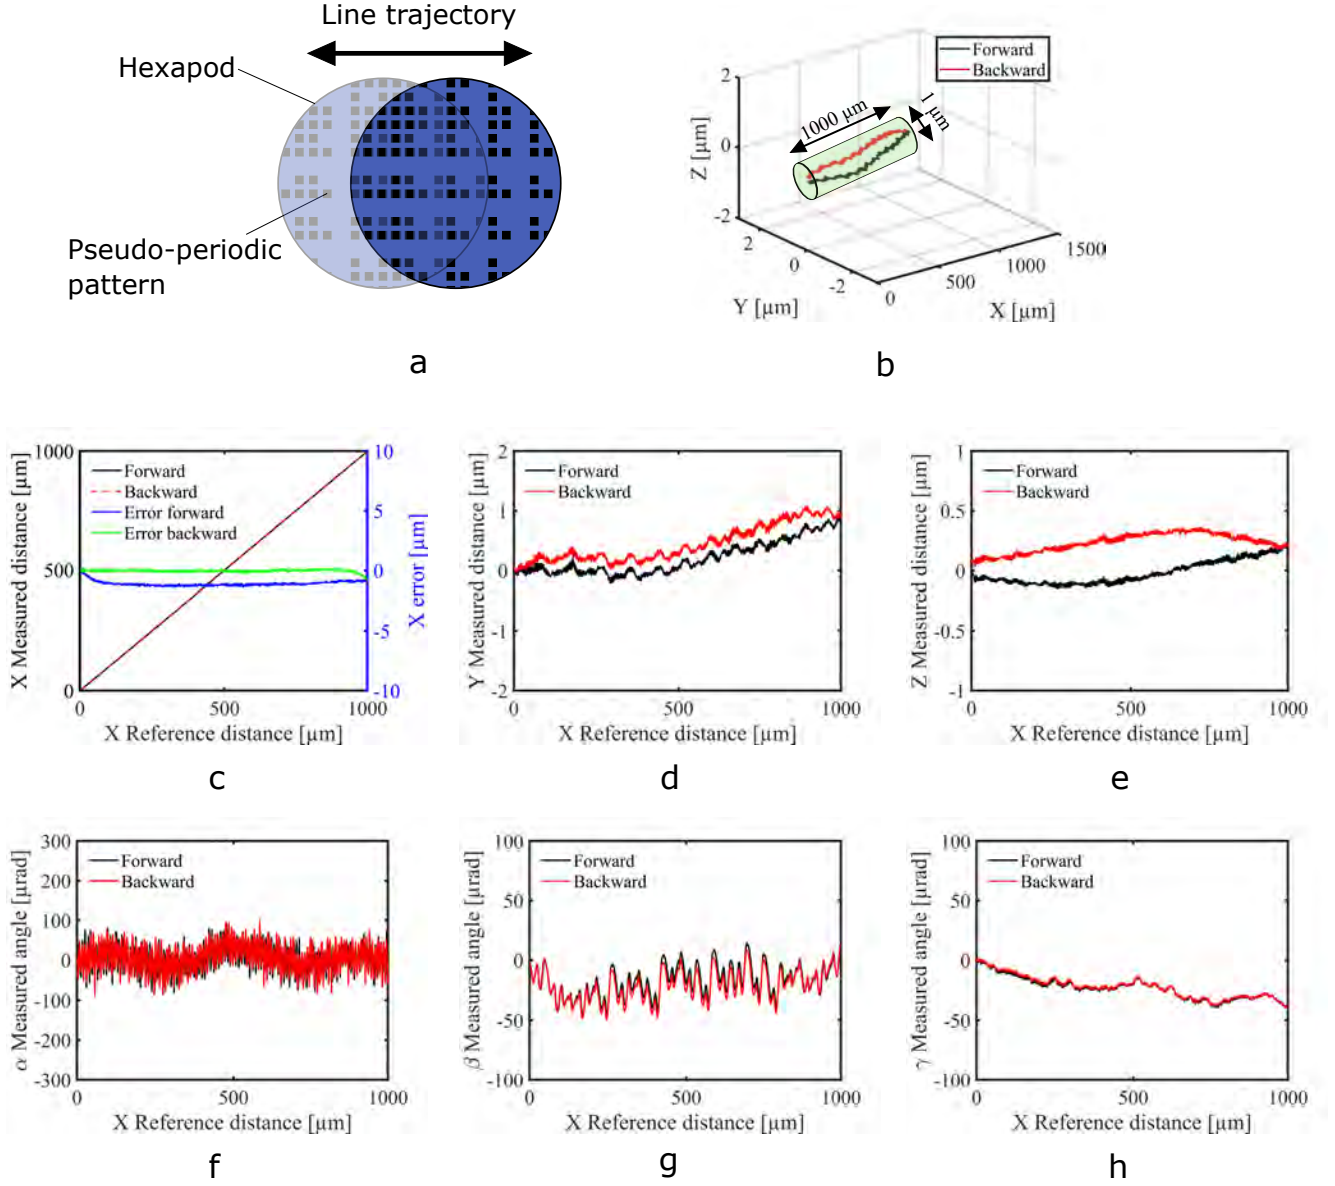 Line trajectory
Hexapod
Pseudo-periodic
pattern
a
Forward
Backward
1000 µm
1 µm
Z [µm]
2
0
-2
Y [µm]
2
0
-2
X [µm]
0
500
1000
1500
b
X Measured distance [µm]
1000
500
0
Forward
Backward
Error forward
Error backward
10
5
0
-5
-10
X error [µm]
0
500
1000
X Reference distance [µm]
c
Y Measured distance [µm]
2
1
0
-1
-2
Forward
Backward
0
500
1000
X Reference distance [µm]
d
Z Measured distance [µm]
1
0.5
0
-0.5
-1
Forward
Backward
0
500
1000
X Reference distance [µm]
e
α Measured angle [µrad]
300
200
100
0
-100
-200
-300
Forward
Backward
0
500
1000
X Reference distance [µm]
f
β Measured angle [µrad]
100
50
0
-50
-100
Forward
Backward
0
500
1000
X Reference distance [µm]
g
γ Measured angle [µrad]
100
50
0
-50
-100
Forward
Backward
0
500
1000
X Reference distance [µm]
h